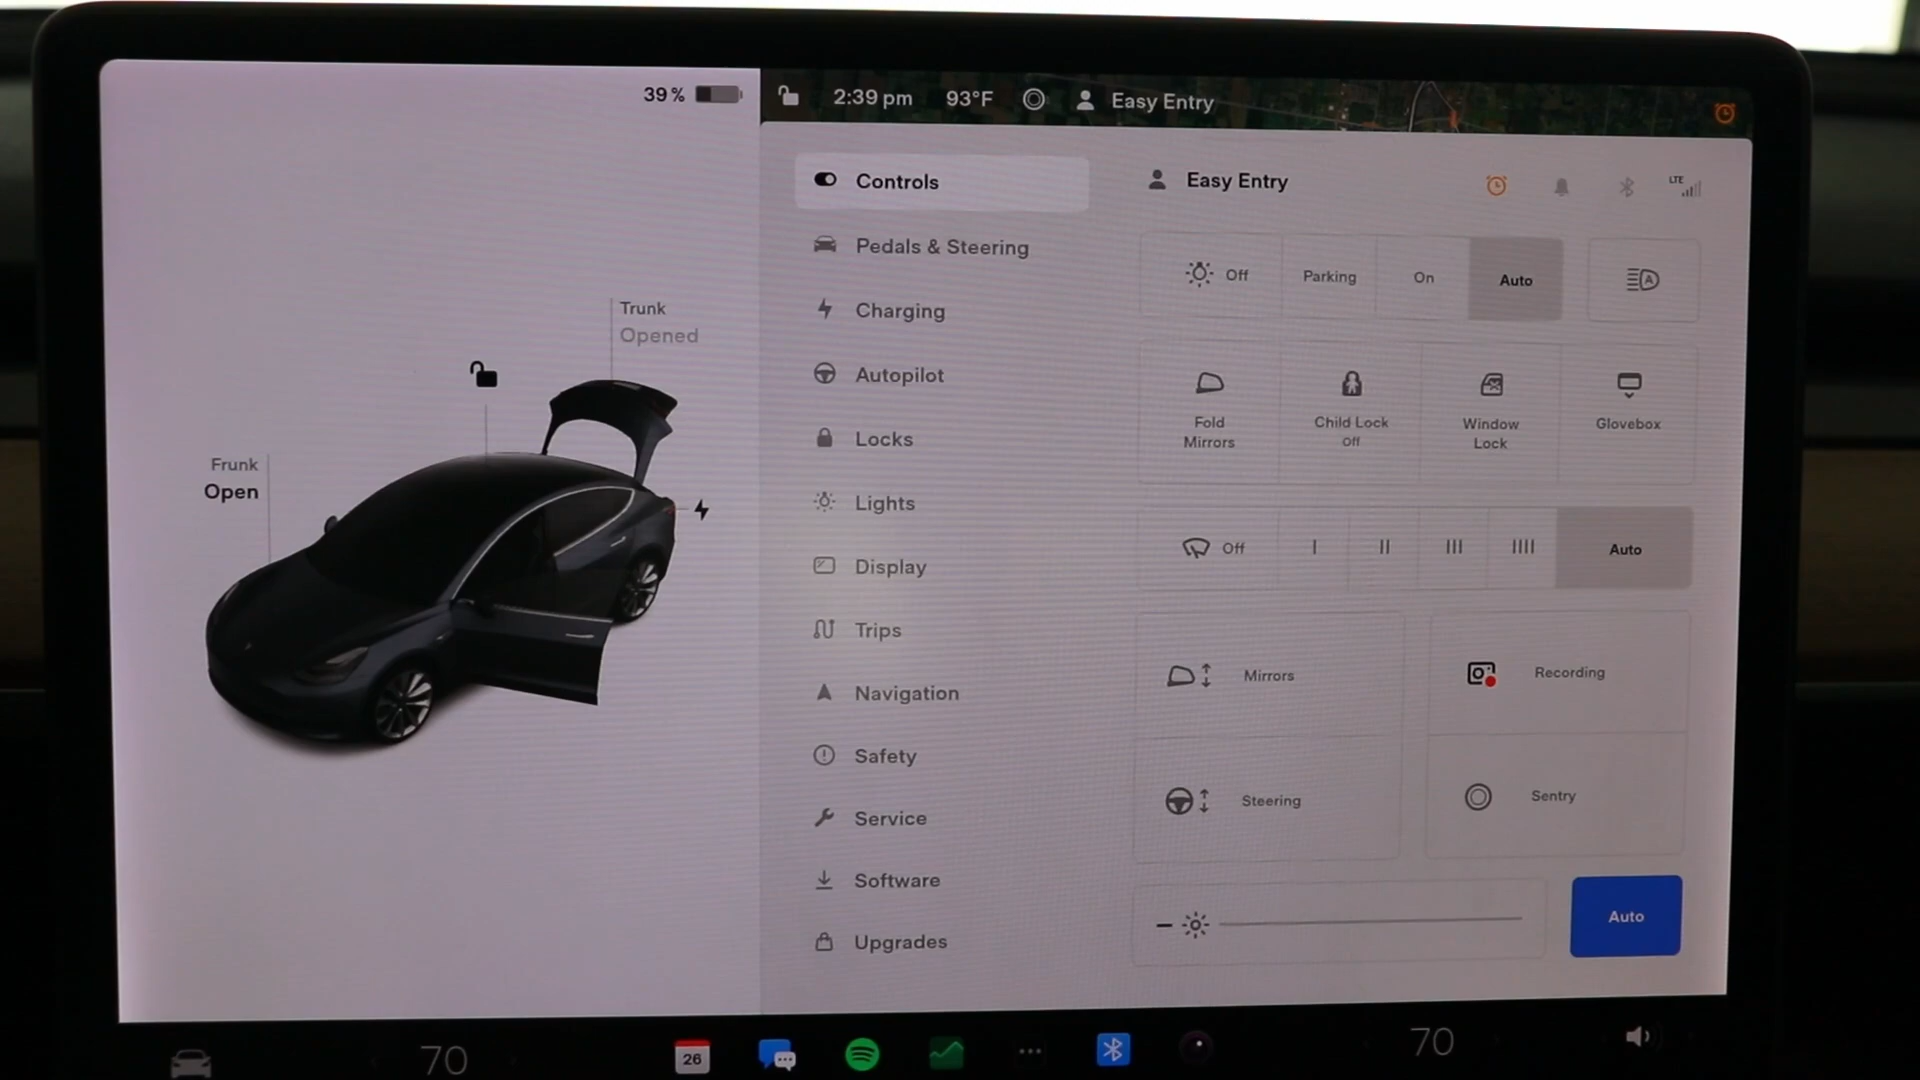 39 %
2:39 pm 93°F Easy Entry
Trunk
Opened
Frunk
Open
Controls
Pedals & Steering
Charging
Autopilot
Locks
Lights
Display
Trips
Navigation
Safety
Service
Software
Upgrades
Easy Entry
LTE
Off Parking On Auto
A
Fold
Mirrors
Child Lock
Off
Window
Lock
Glovebox
Off I II III IIII Auto
Mirrors
Recording
Steering
Sentry
Auto
70
26
70